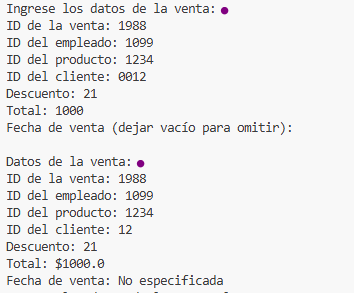 Ingrese los datos de la venta:
ID de la venta: 1988
ID del empleado: 1099
ID del producto: 1234
ID del cliente: 0012
Descuento: 21
Total: 1000
Fecha de venta (dejar vacío para omitir):
Datos de la venta:
ID de la venta: 1988
ID del empleado: 1099
ID del producto: 1234
ID del cliente: 12
Descuento: 21
Total: $1000.0
Fecha de venta: No especificada